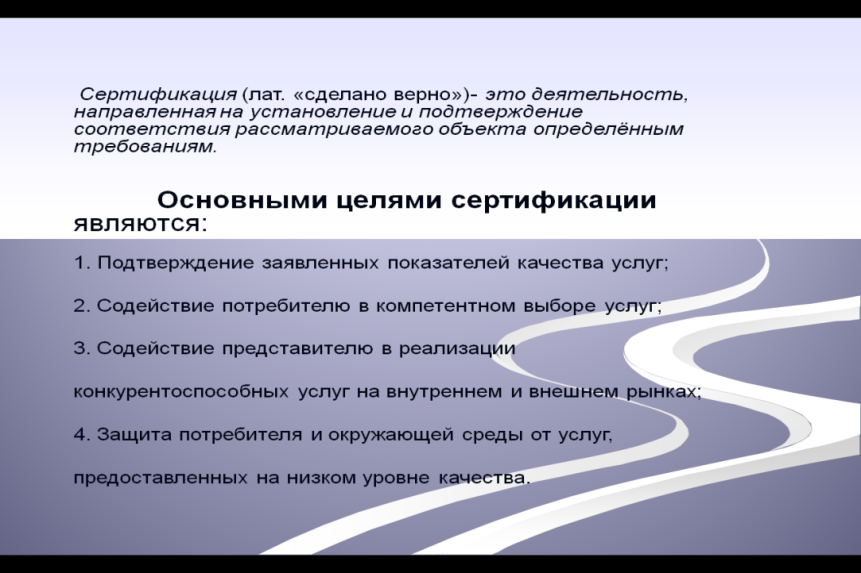 Сертификация (лат. «сделано верно»)- это деятельность,
направленная на установление и подтверждение
соответствия рассматриваемого объекта определённым
требованиям.
Основными целями сертификации
являются:
1. Подтверждение заявленных показателей качества услуг;
2. Содействие потребителю в компетентном выборе услуг;
3. Содействие представителю в реализации
конкурентоспособных услуг на внутреннем и внешнем рынках;
4. Защита потребителя и окружающей среды от услуг,
предоставленных на низком уровне качества.